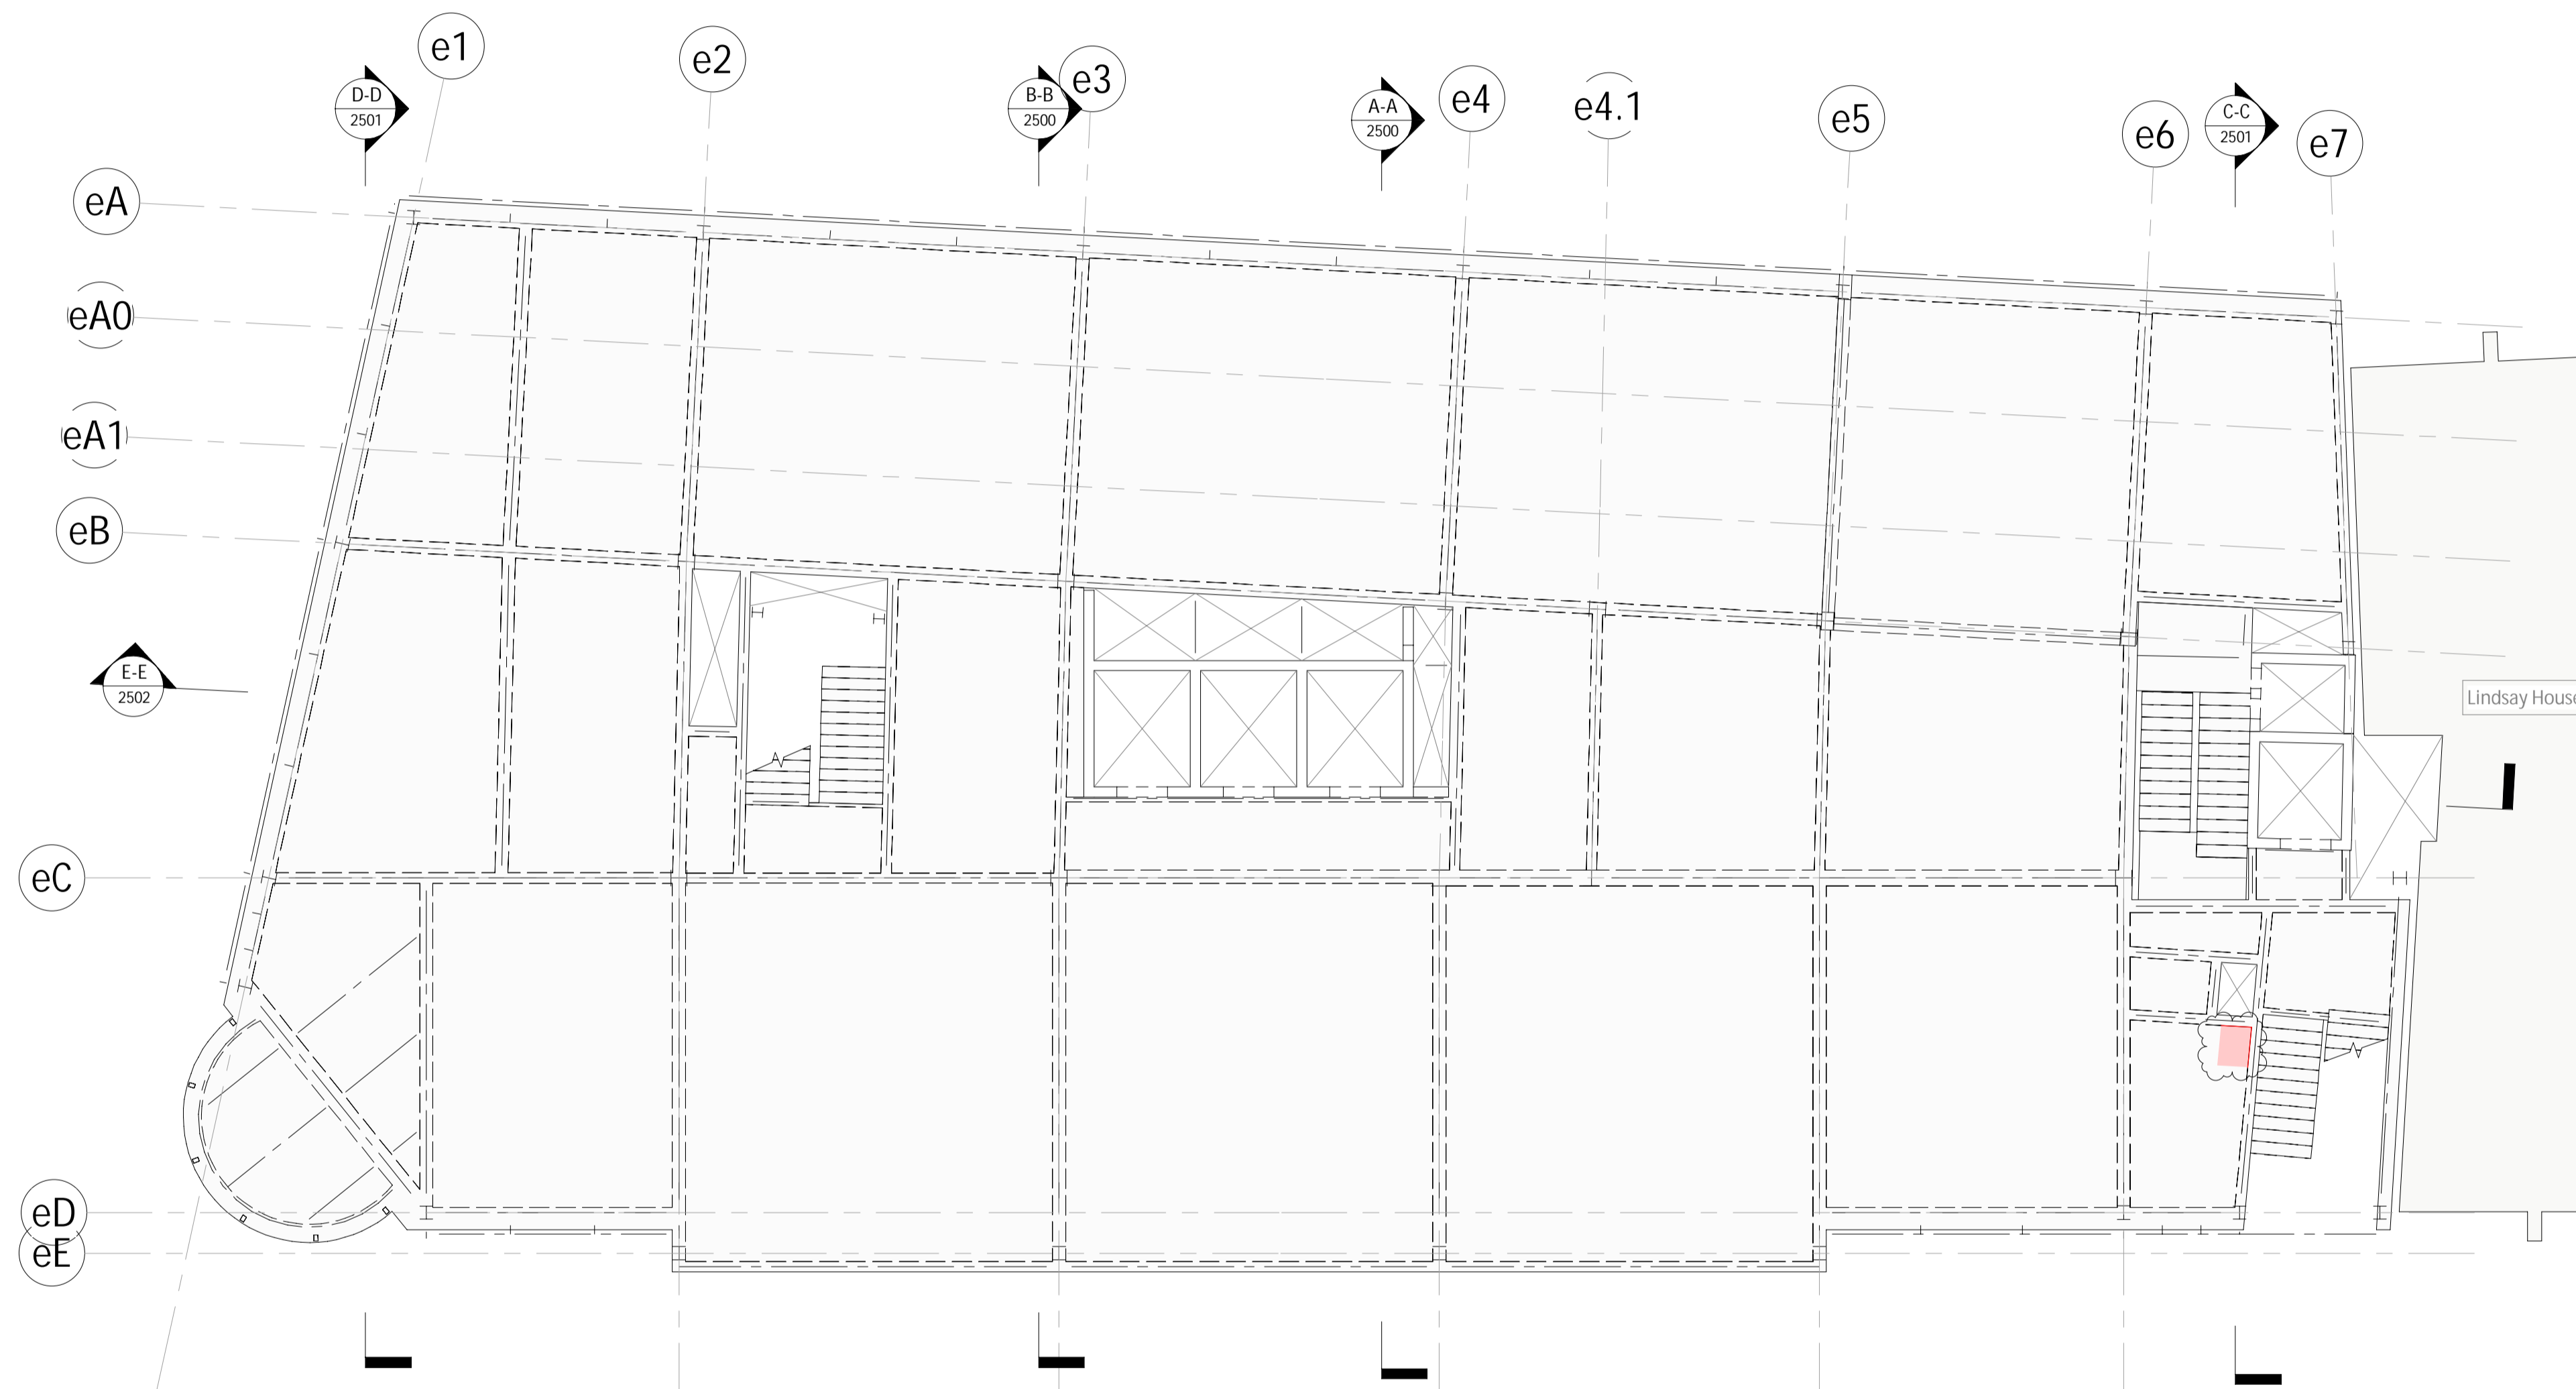 e1
e2
e3
e4
e4.1
e5
e6
e7
D-D
2501
B-B
2500
A-A
2500
C-C
2501
eA
eA0
eA1
eB
E-E
2502
Lindsay House
eC
eD
eE